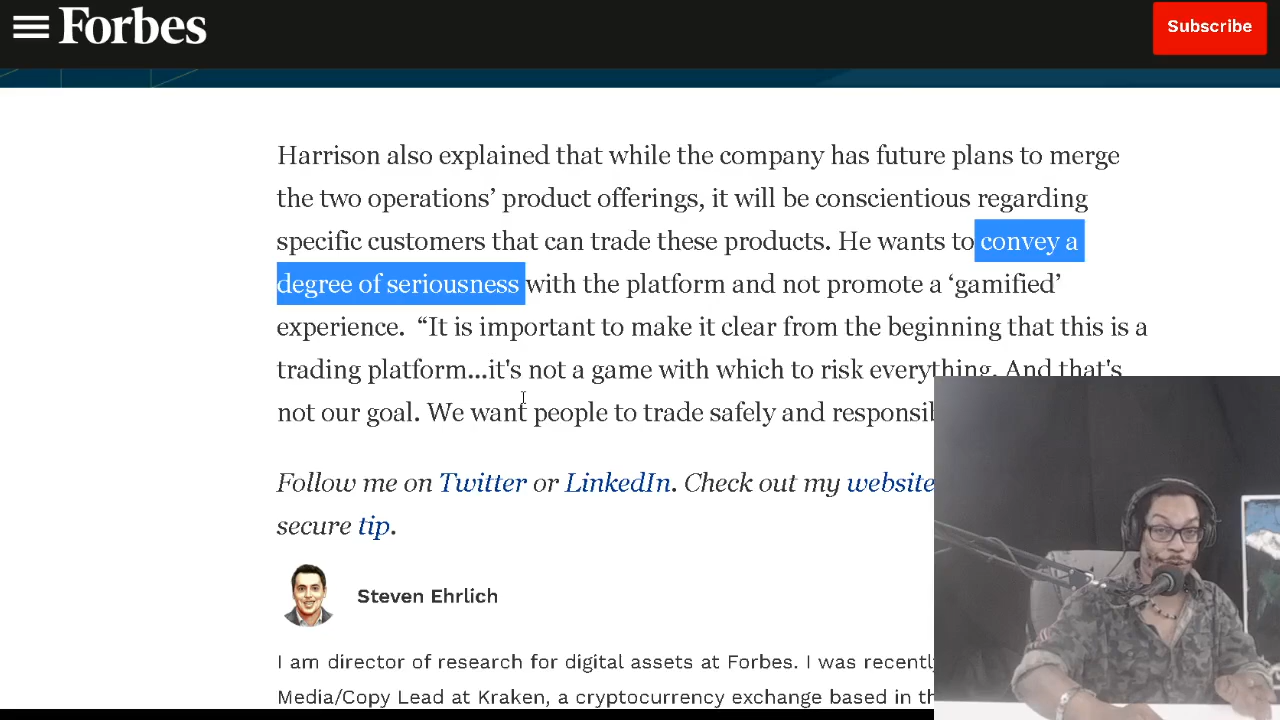 Forbes
Subscribe
Harrison also explained that while the company has future plans to merge
the two operations’ product offerings, it will be conscientious regarding
specific customers that can trade these products. He wants to convey a
degree of seriousness with the platform and not promote a ‘gamified’
experience. “It is important to make it clear from the beginning that this is a
trading platform...it's not a game with which to risk everything. And that's
not our goal. We want people to trade safely and
Follow me on Twitter or LinkedIn. Check out my website
secure tip.
Steven Ehrlich
I am director of research for digital assets at Forbes. I was recently
Media/Copy Lead at Kraken, a cryptocurrency exchange based in